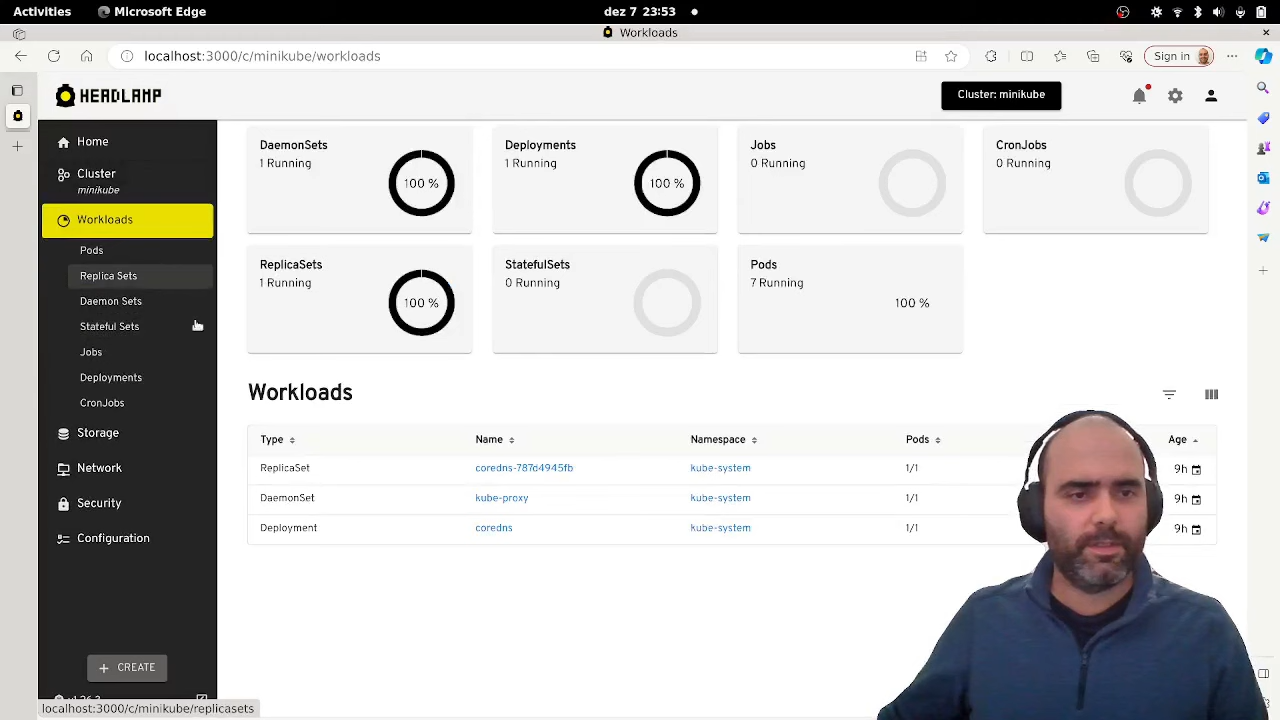 Activities Microsoft Edge dez 7 23:53
Workloads
localhost:3000/c/minikube/workloads Sign in
HEADLAMP Cluster: minikube
Home
Cluster
minikube
Workloads
Pods
Replica Sets
Daemon Sets
Stateful Sets
Jobs
Deployments
CronJobs
Storage
Network
Security
Configuration
CREATE
localhost:3000/c/minikube/replicasets
DaemonSets
1 Running
100 %
Deployments
1 Running
100 %
Jobs
0 Running
CronJobs
0 Running
ReplicaSets
1 Running
100 %
StatefulSets
0 Running
Pods
7 Running
100 %
Workloads
Type Name Namespace Pods Age
ReplicaSet coredns-787d4945fb kube-system 1/1 9h
DaemonSet kube-proxy kube-system 1/1 9h
Deployment coredns kube-system 1/1 9h